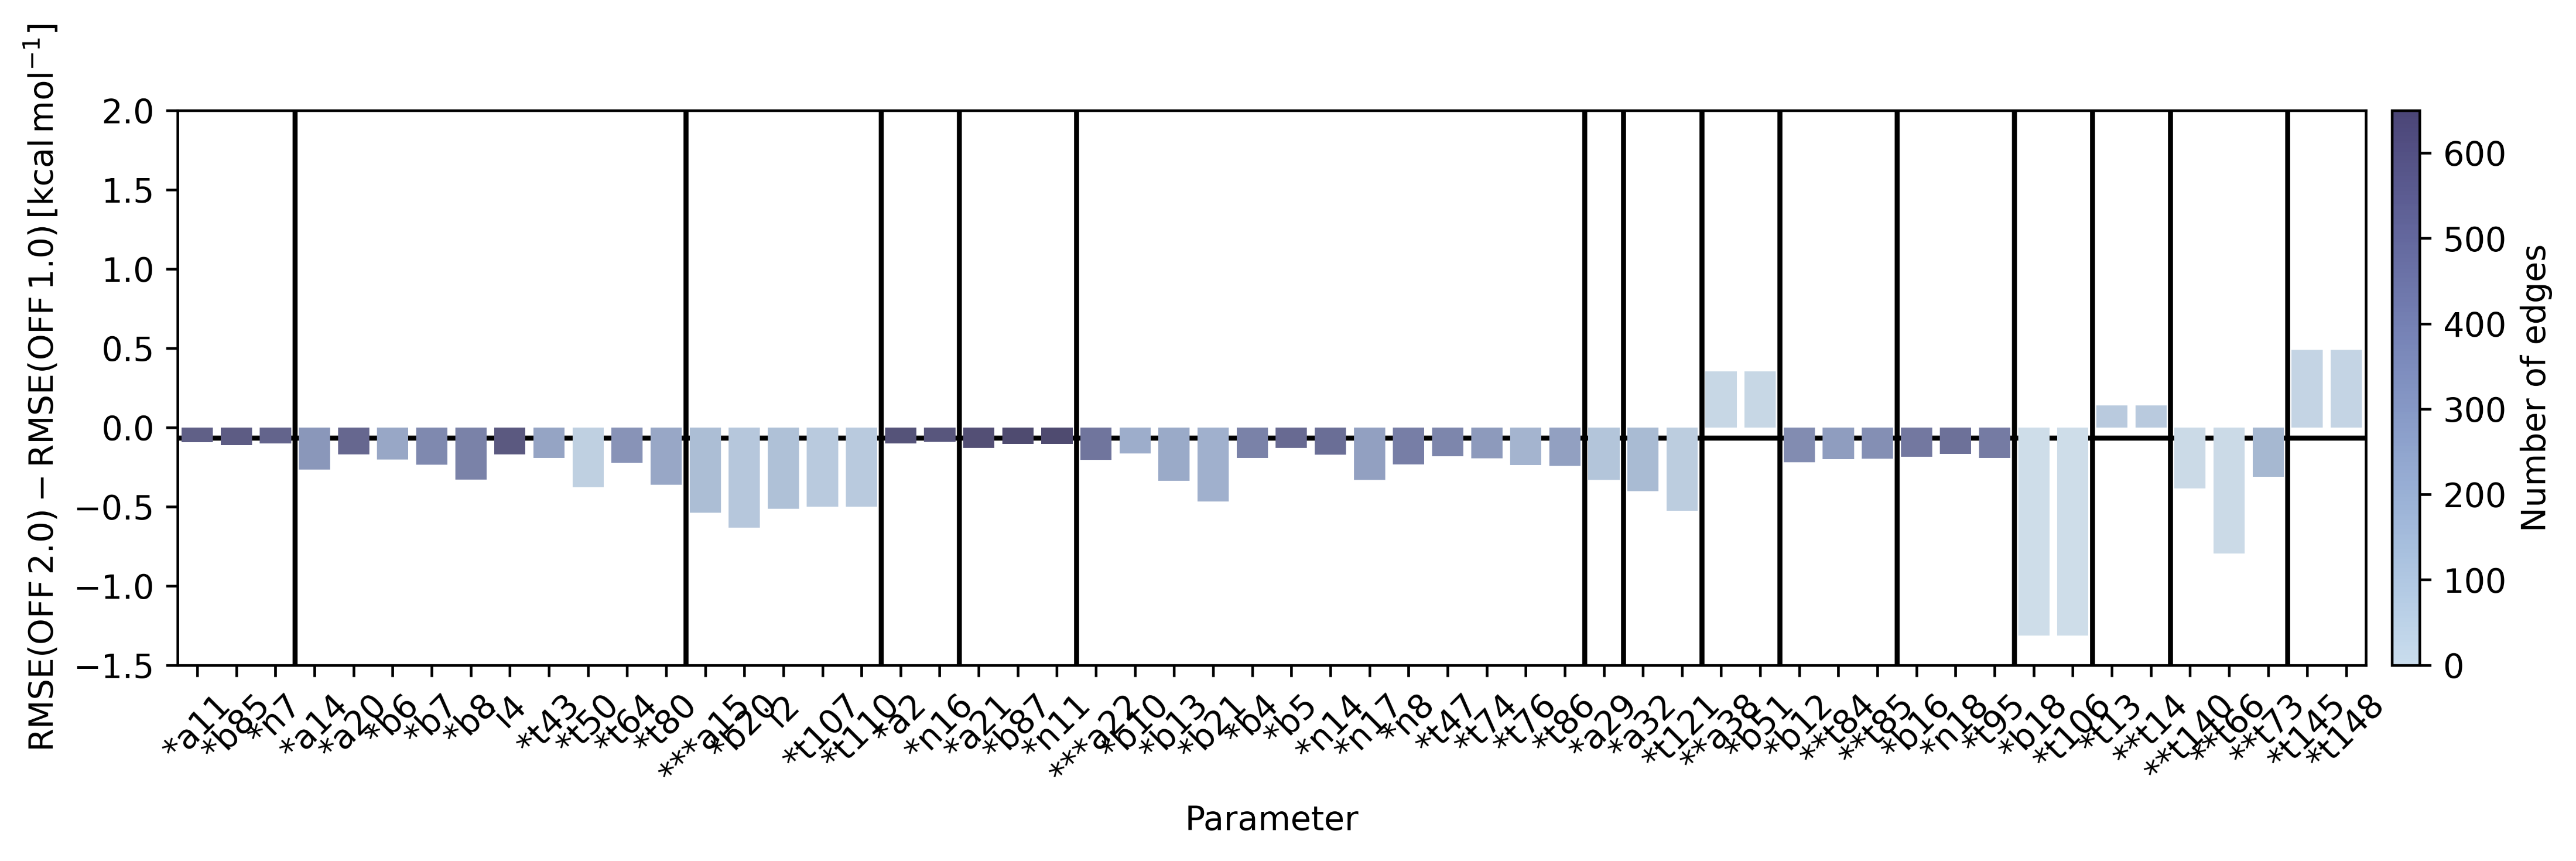 RMSE(OFF 2.0) − RMSE(OFF 1.0) [kcal mol⁻¹]
2.0
1.5
1.0
0.5
0.0
−0.5
−1.0
−1.5
*a11
*b85
*n7
*a14
*a20
*b6
*b7
*b8
i4
*t43
*t50
*t64
*t80
***a15
*b20
i2
*t107
*t110
*a2
*n16
*a21
*b87
*n11
***a22
*b10
*b13
*b21
*b4
*b5
*n14
*n17
*n8
*t47
*t74
*t76
*t86
*a29
*a32
*t121
**a38
*b51
*b12
**t84
**t85
*b16
*n18
*t95
*b18
*t106
*t13
**t14
**t140
**t66
**t73
*t145
*t148
Parameter
600
500
400
300
200
100
0
Number of edges